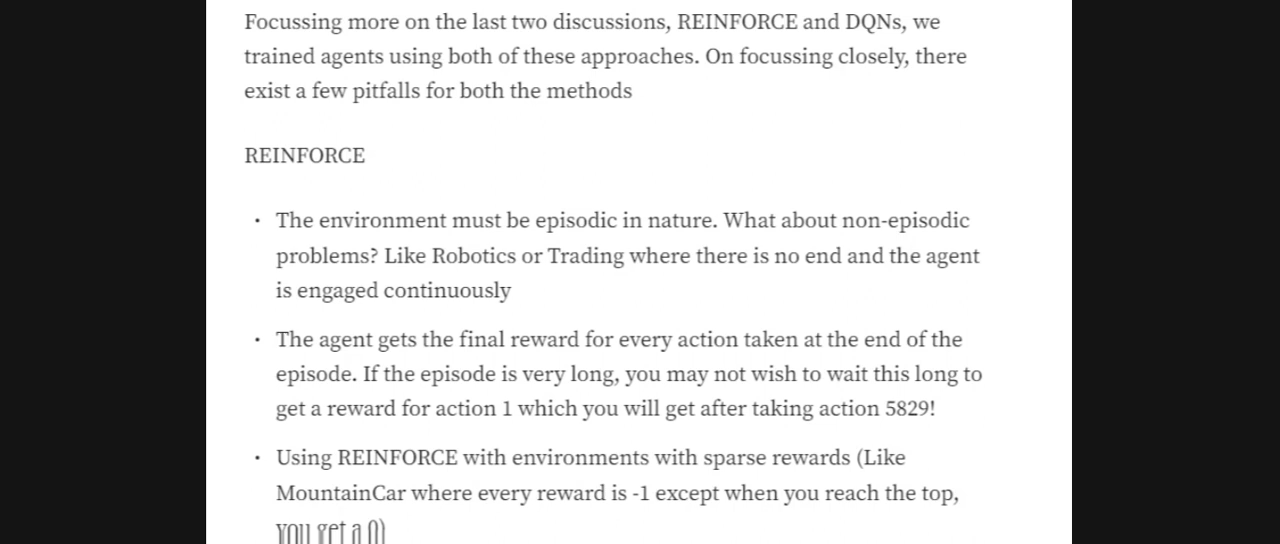 Focussing more on the last two discussions, REINFORCE and DQNs, we
trained agents using both of these approaches. On focussing closely, there
exist a few pitfalls for both the methods
REINFORCE
• The environment must be episodic in nature. What about non-episodic
problems? Like Robotics or Trading where there is no end and the agent
is engaged continuously
• The agent gets the final reward for every action taken at the end of the
episode. If the episode is very long, you may not wish to wait this long to
get a reward for action 1 which you will get after taking action 5829!
• Using REINFORCE with environments with sparse rewards (Like
MountainCar where every reward is -1 except when you reach the top,
you get a 0)